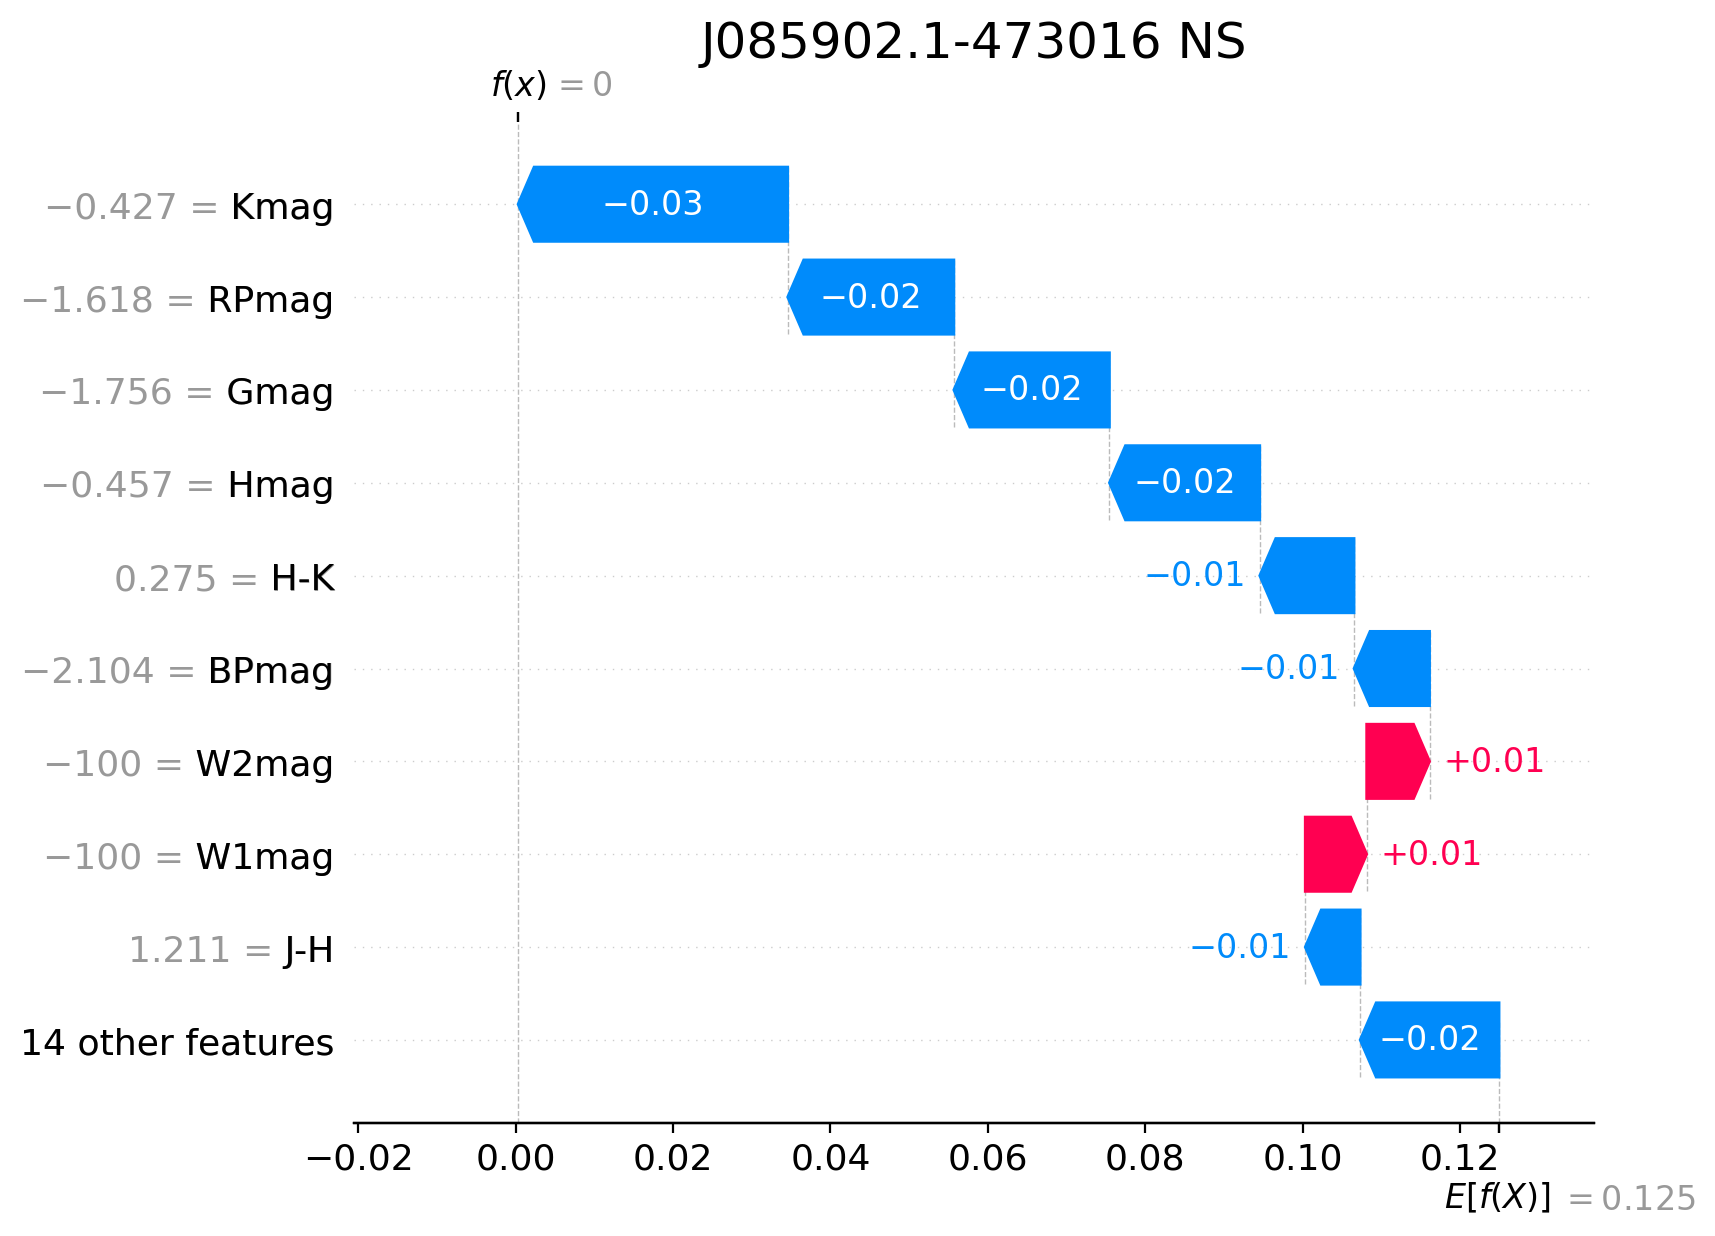 J085902.1-473016 NS
f(x) = 0
−0.427 = Kmag −0.03
−1.618 = RPmag −0.02
−1.756 = Gmag −0.02
−0.457 = Hmag −0.02
0.275 = H-K −0.01
−2.104 = BPmag −0.01
−100 = W2mag +0.01
−100 = W1mag +0.01
1.211 = J-H −0.01
14 other features −0.02
−0.02 0.00 0.02 0.04 0.06 0.08 0.10 0.12
E[f(X)] = 0.125